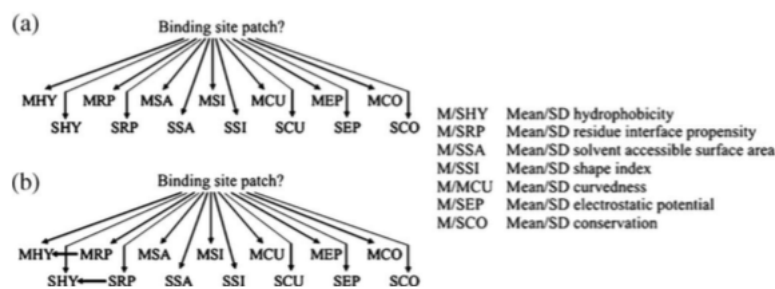 (a)
Binding site patch?
MHY MRP MSA MSI MCU MEP MCO
SHY SRP SSA SSI SCU SEP SCO
(b)
Binding site patch?
MHY MRP MSA MSI MCU MEP MCO
SHY SRP SSA SSI SCU SEP SCO
M/SHY Mean/SD hydrophobicity
M/SRP Mean/SD residue interface propensity
M/SSA Mean/SD solvent accessible surface area
M/SSI Mean/SD shape index
M/MCU Mean/SD curvedness
M/SEP Mean/SD electrostatic potential
M/SCO Mean/SD conservation